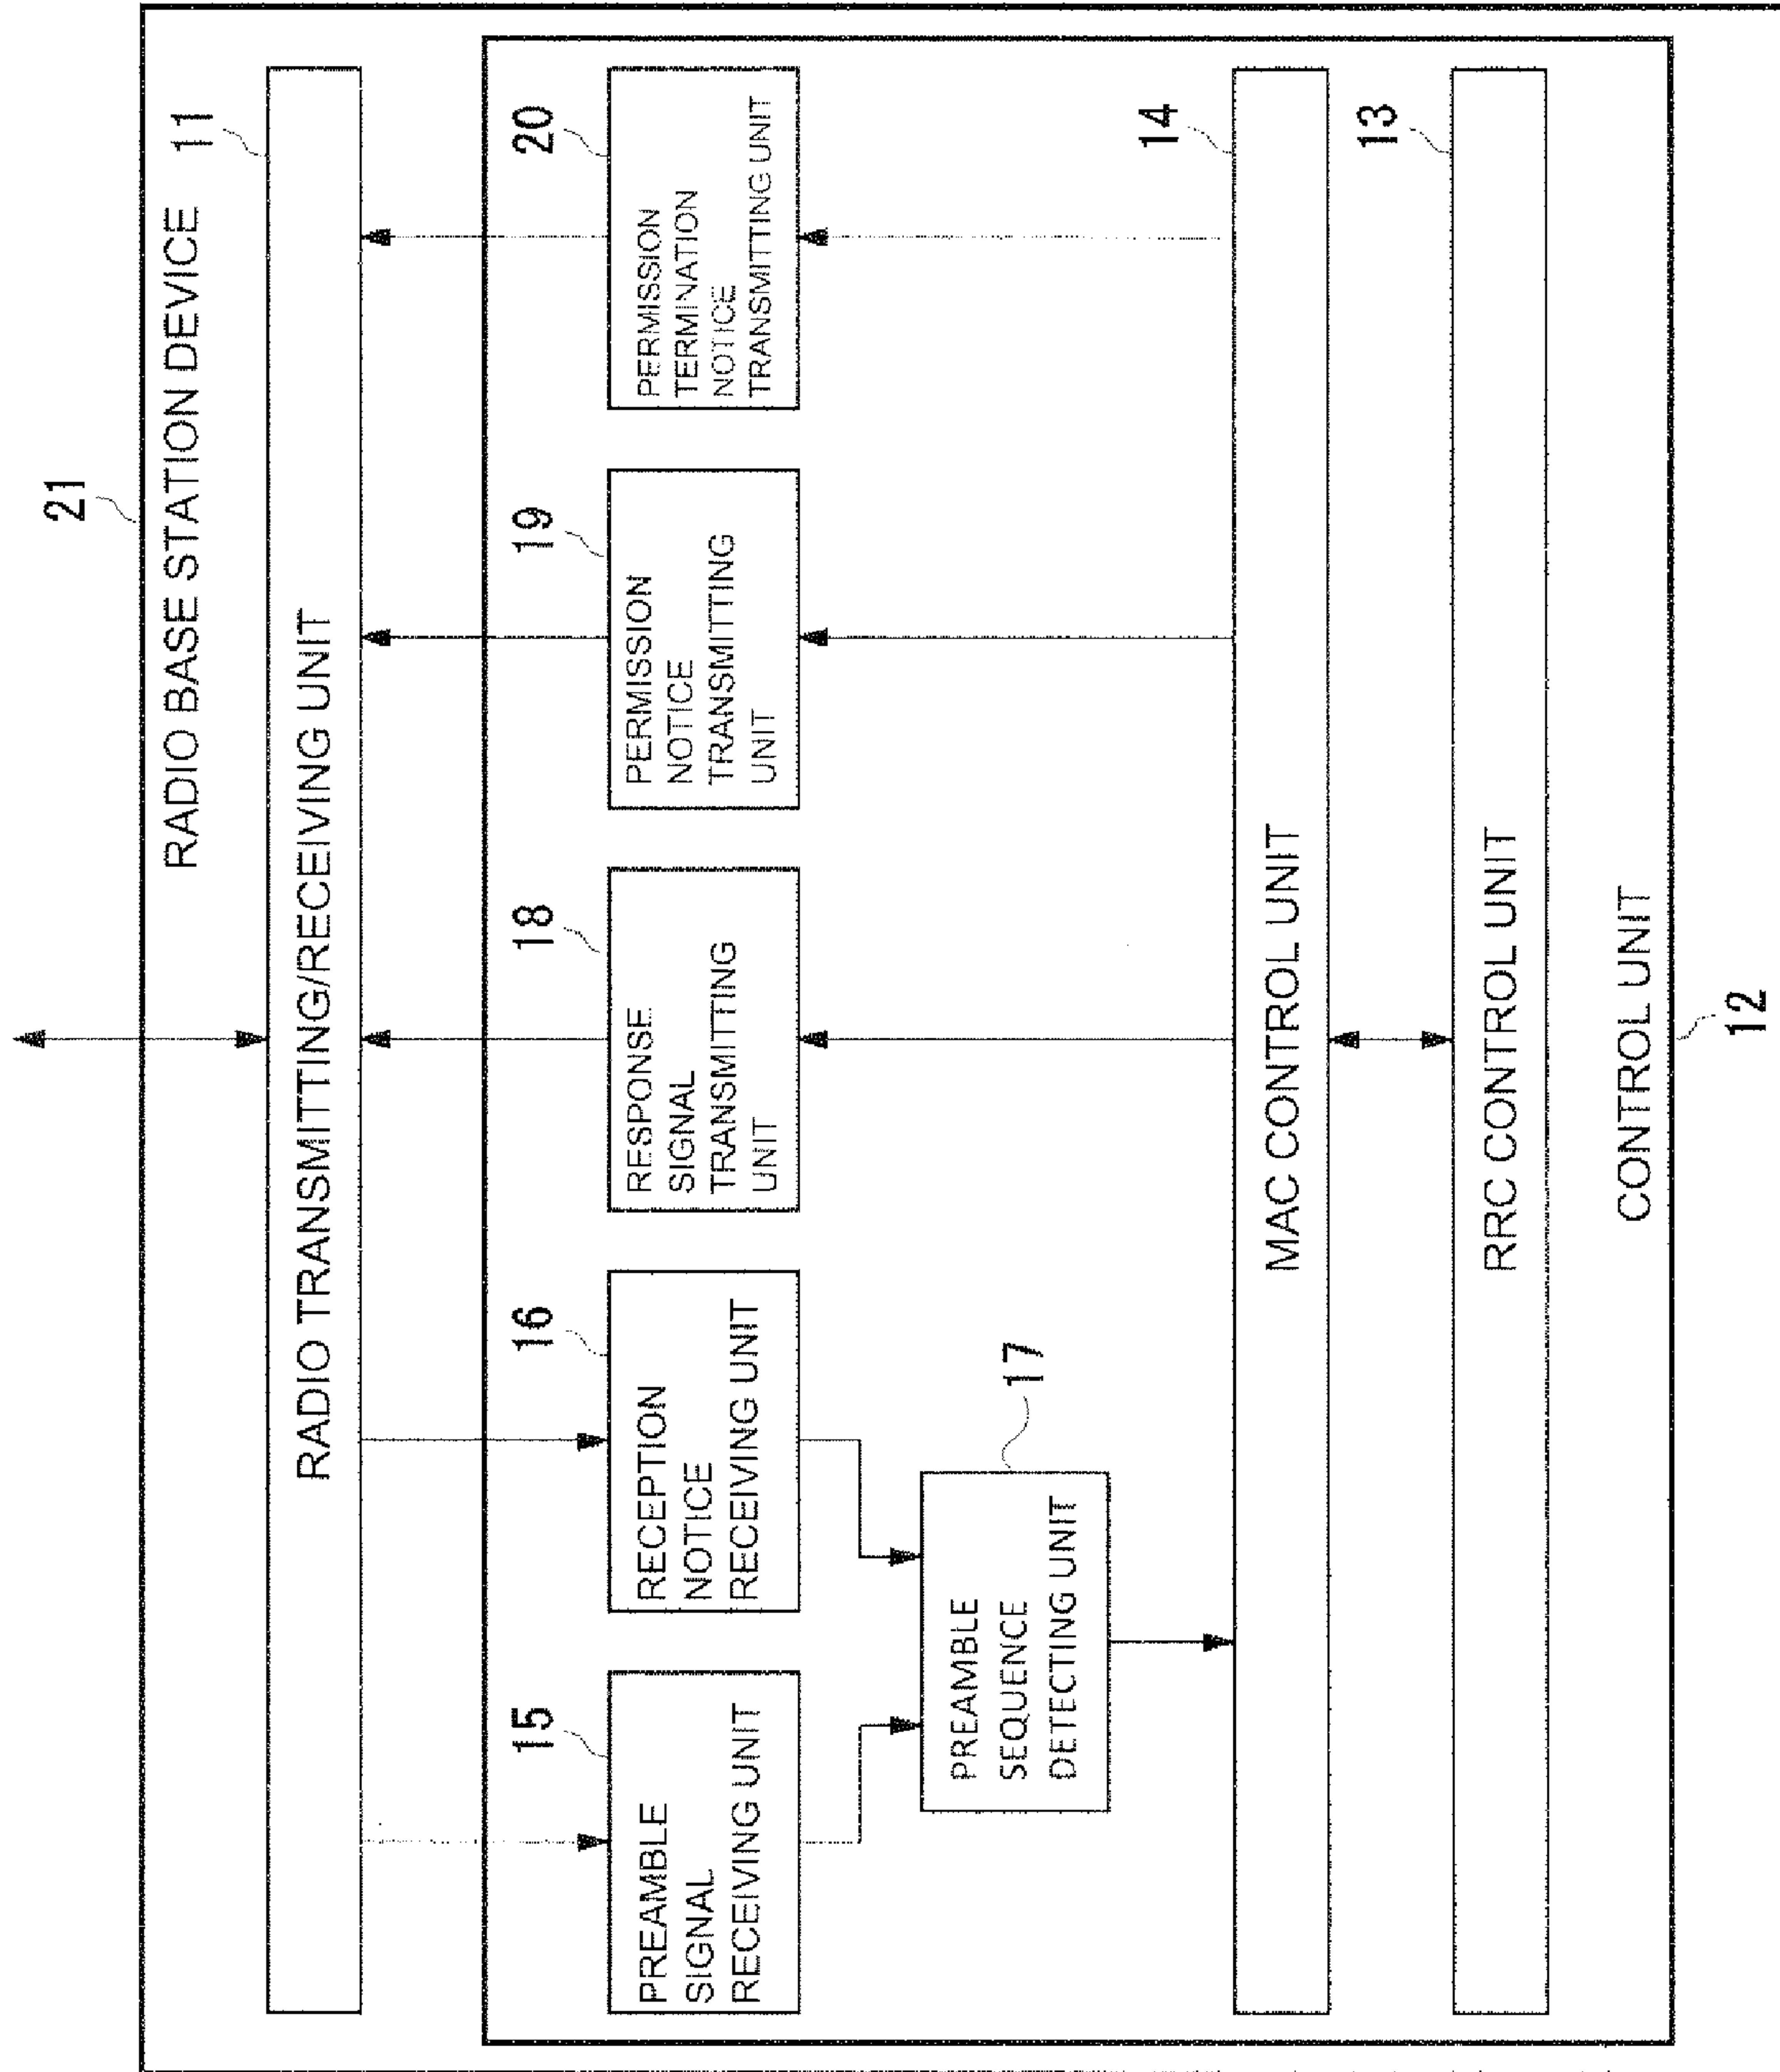 21
RADIO BASE STATION DEVICE
11
RADIO TRANSMITTING/RECEIVING UNIT
15
PREAMBLE
SIGNAL
RECEIVING UNIT
16
RECEPTION
NOTICE
RECEIVING UNIT
18
RESPONSE
SIGNAL
TRANSMITTING
UNIT
19
PERMISSION
NOTICE
TRANSMITTING
UNIT
20
PERMISSION
TERMINATION
NOTICE
TRANSMITTING UNIT
17
PREAMBLE
SEQUENCE
DETECTING UNIT
14
MAC CONTROL UNIT
13
RRC CONTROL UNIT
CONTROL UNIT
12